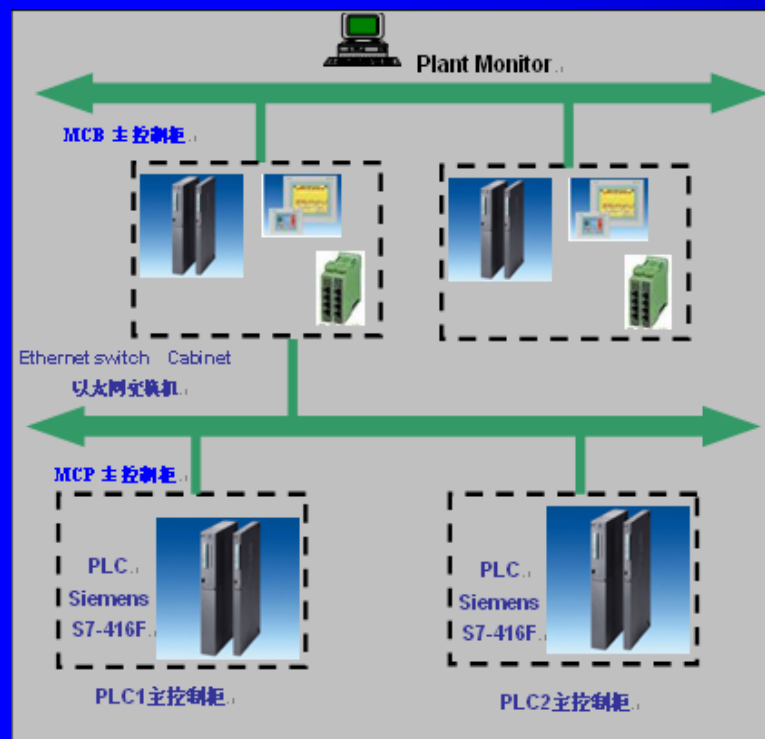 Plant Monitor
MCB 主控制柜
Ethernet switch Cabinet
以太网交换机
MCP 主控制柜
PLC
Siemens
S7-416F
PLC
Siemens
S7-416F
PLC1主控制柜
PLC2主控制柜